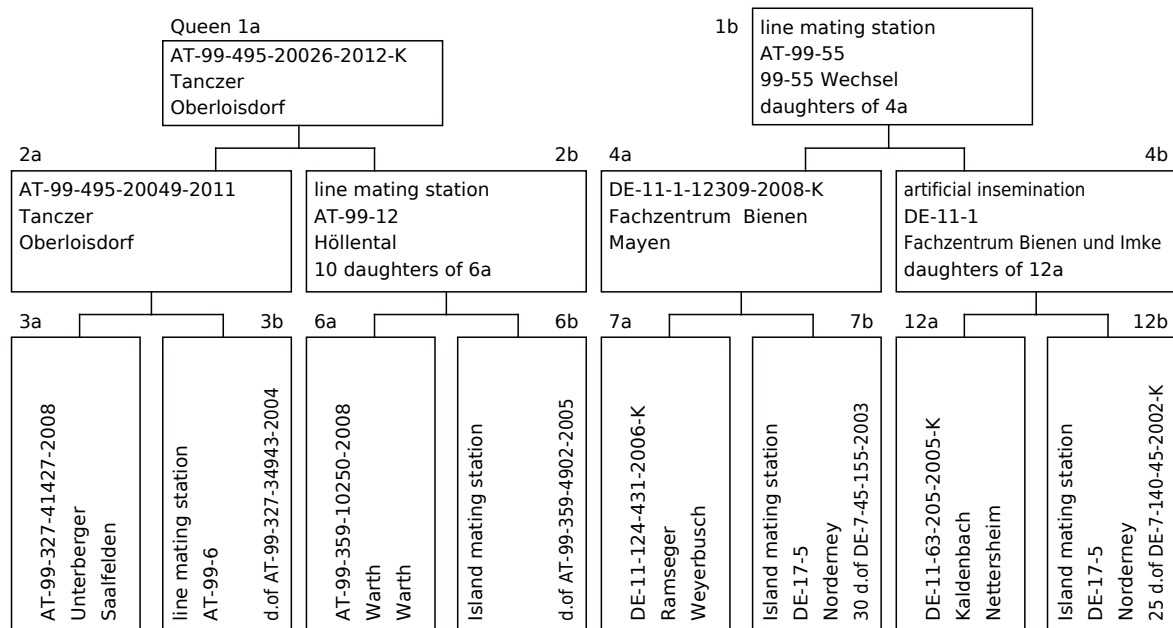 Queen 1a
AT-99-495-20026-2012-K
Tanczer
Oberloisdorf
1b
line mating station
AT-99-55
99-55 Wechsel
daughters of 4a
2a
AT-99-495-20049-2011
Tanczer
Oberloisdorf
2b
line mating station
AT-99-12
Höllental
10 daughters of 6a
4a
DE-11-1-12309-2008-K
Fachzentrum Bienen
Mayen
4b
artificial insemination
DE-11-1
Fachzentrum Bienen und Imke
daughters of 12a
3a
AT-99-327-41427-2008
Unterberger
Saalfelden
3b
line mating station
AT-99-6
d.of AT-99-327-34943-2004
6a
AT-99-359-10250-2008
Warth
Warth
6b
Island mating station
d.of AT-99-359-4902-2005
7a
DE-11-124-431-2006-K
Ramseger
Weyerbusch
7b
Island mating station
DE-17-5
Norderney
30 d.of DE-7-45-155-2003
12a
DE-11-63-205-2005-K
Kaldenbach
Nettersheim
12b
Island mating station
DE-17-5
Norderney
25 d.of DE-7-140-45-2002-K